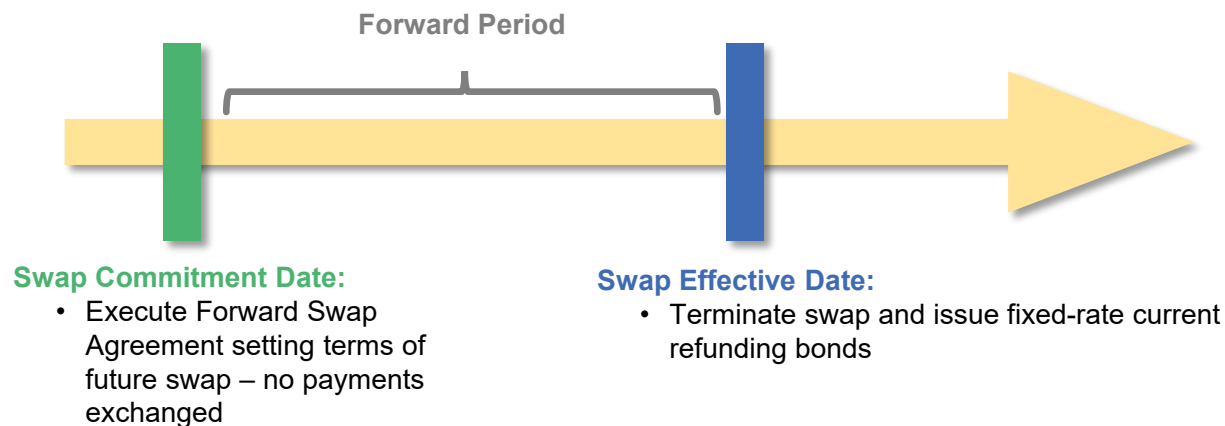 Forward Period
Swap Commitment Date:
• Execute Forward Swap
Agreement setting terms of
future swap – no payments
exchanged
Swap Effective Date:
• Terminate swap and issue fixed-rate current
refunding bonds